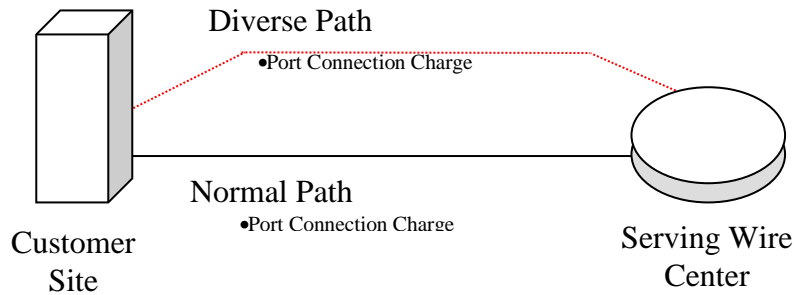 Diverse Path
•Port Connection Charge
Normal Path
•Port Connection Charge
Customer
Site
Serving Wire
Center